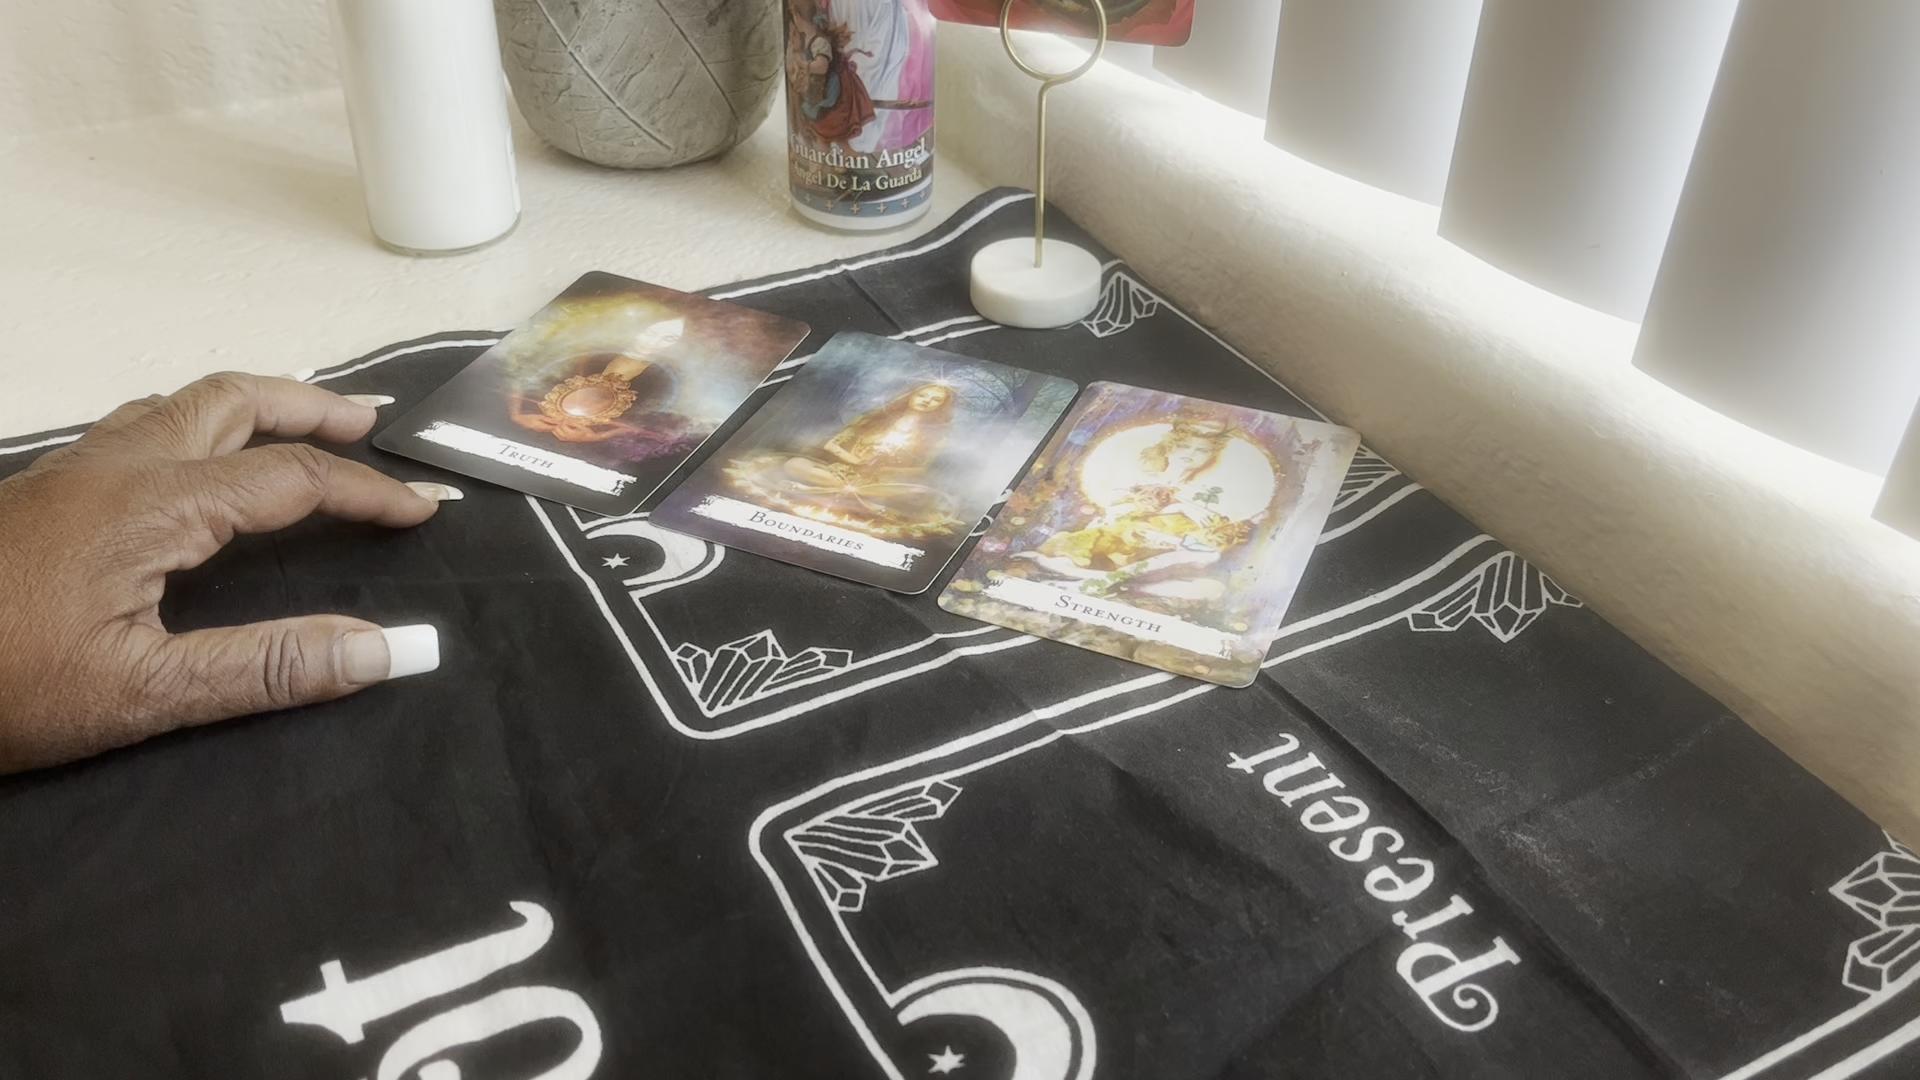 Guardian Angel
Angel De La Guarda
Truth
Boundaries
Strength
Present